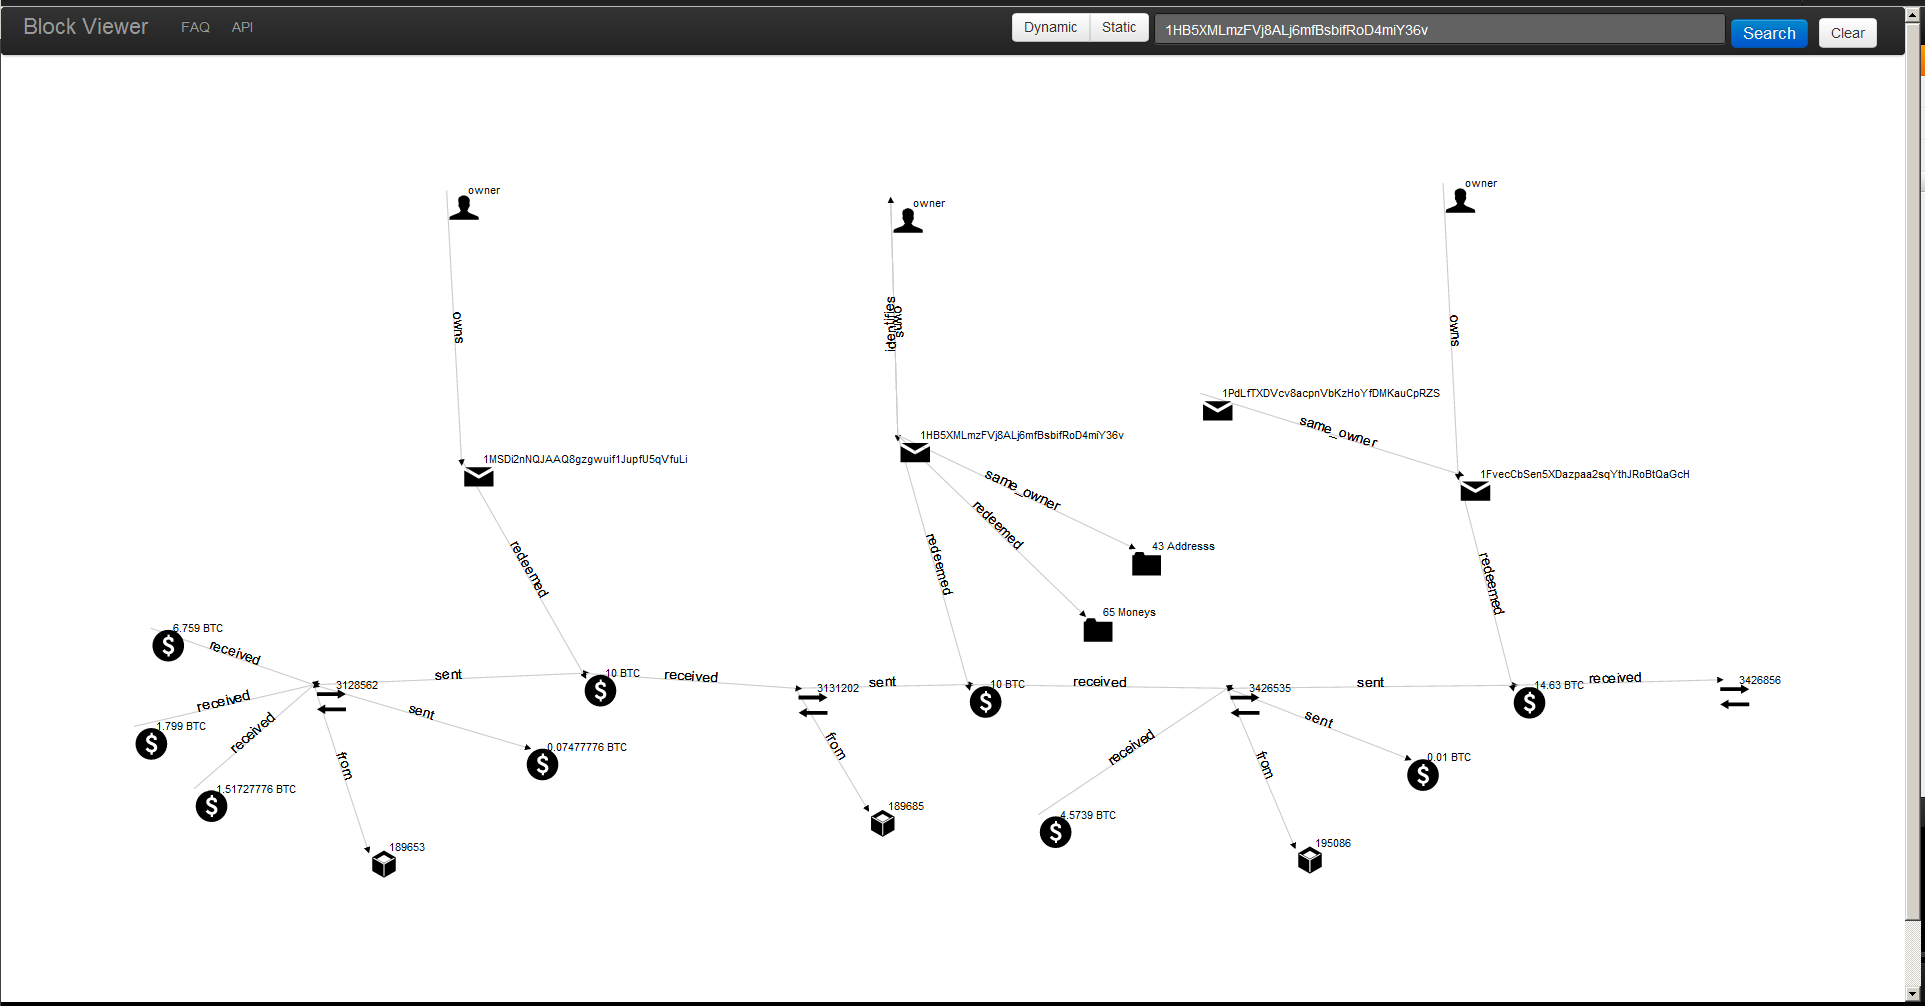 Block Viewer FAQ API Dynamic Static 1HB5XMLmzFVj8ALj6mfBsbifRoD4miY36v Search Clear
owner
owner
owner
owns
identifies
owns
owns
1PdLfTXDVcv8acpnVbKzHoYfDMKauCpRZS
same_owner
1MSDi2nNQJAAQ8gzgwuif1JupfU5qVfuLi
1HB5XMLmzFVj8ALj6mfBsbifRoD4miY36v
1FvecCbSen5XDazpaa2sqYthJRoBtQaGcH
same_owner
redeemed
43 Addresss
redeemed
redeemed
redeemed
65 Moneys
6.759 BTC
received
3128562
sent
10 BTC
received
3131202
sent
10 BTC
received
3426535
sent
14.63 BTC
received
3426856
received
1.799 BTC
received
sent
0.07477776 BTC
from
from
received
sent
0.01 BTC
from
1.51727776 BTC
189685
4.5739 BTC
189653
195086